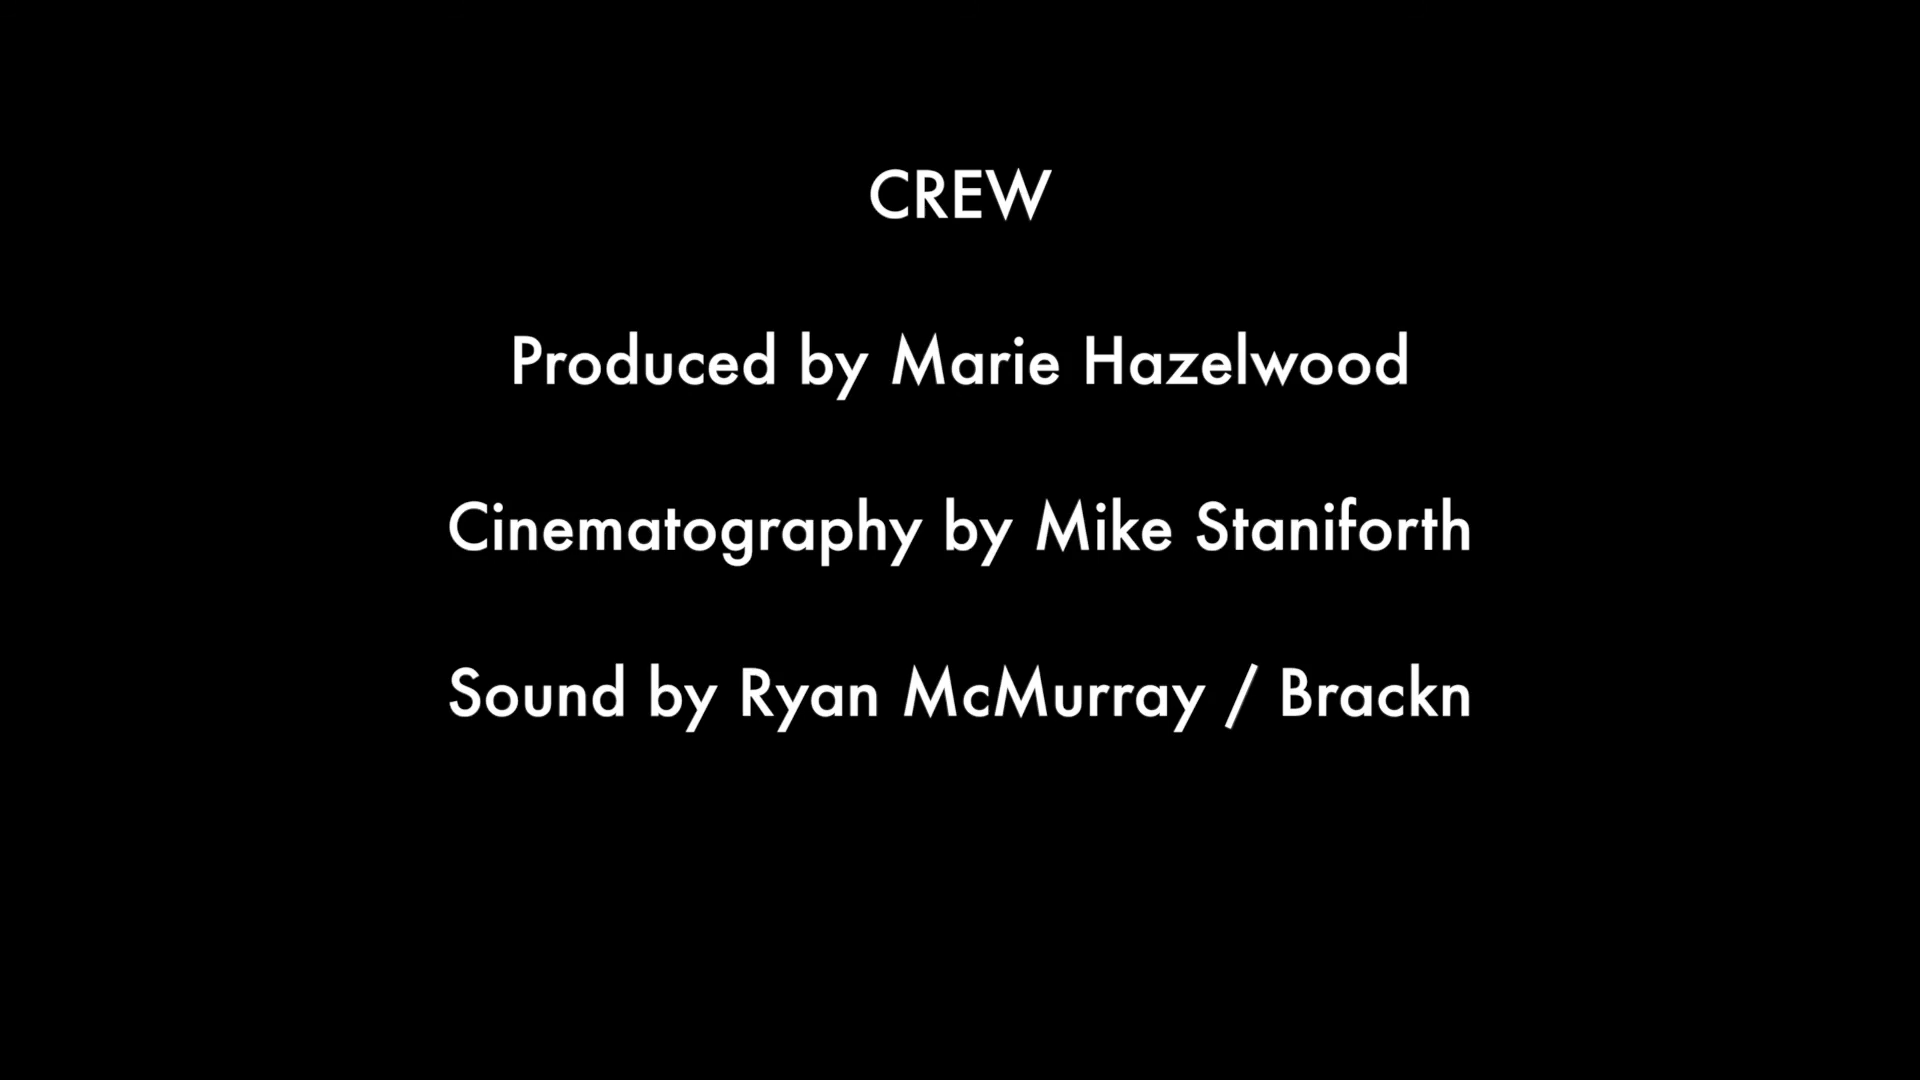 CREW
Produced by Marie Hazelwood
Cinematography by Mike Staniforth
Sound by Ryan McMurray / Brackn